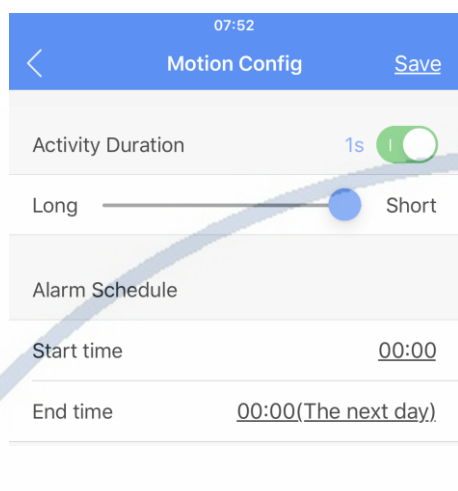 07:52
Motion Config Save
Activity Duration 1s
Long Short
Alarm Schedule
Start time 00:00
End time 00:00(The next day)